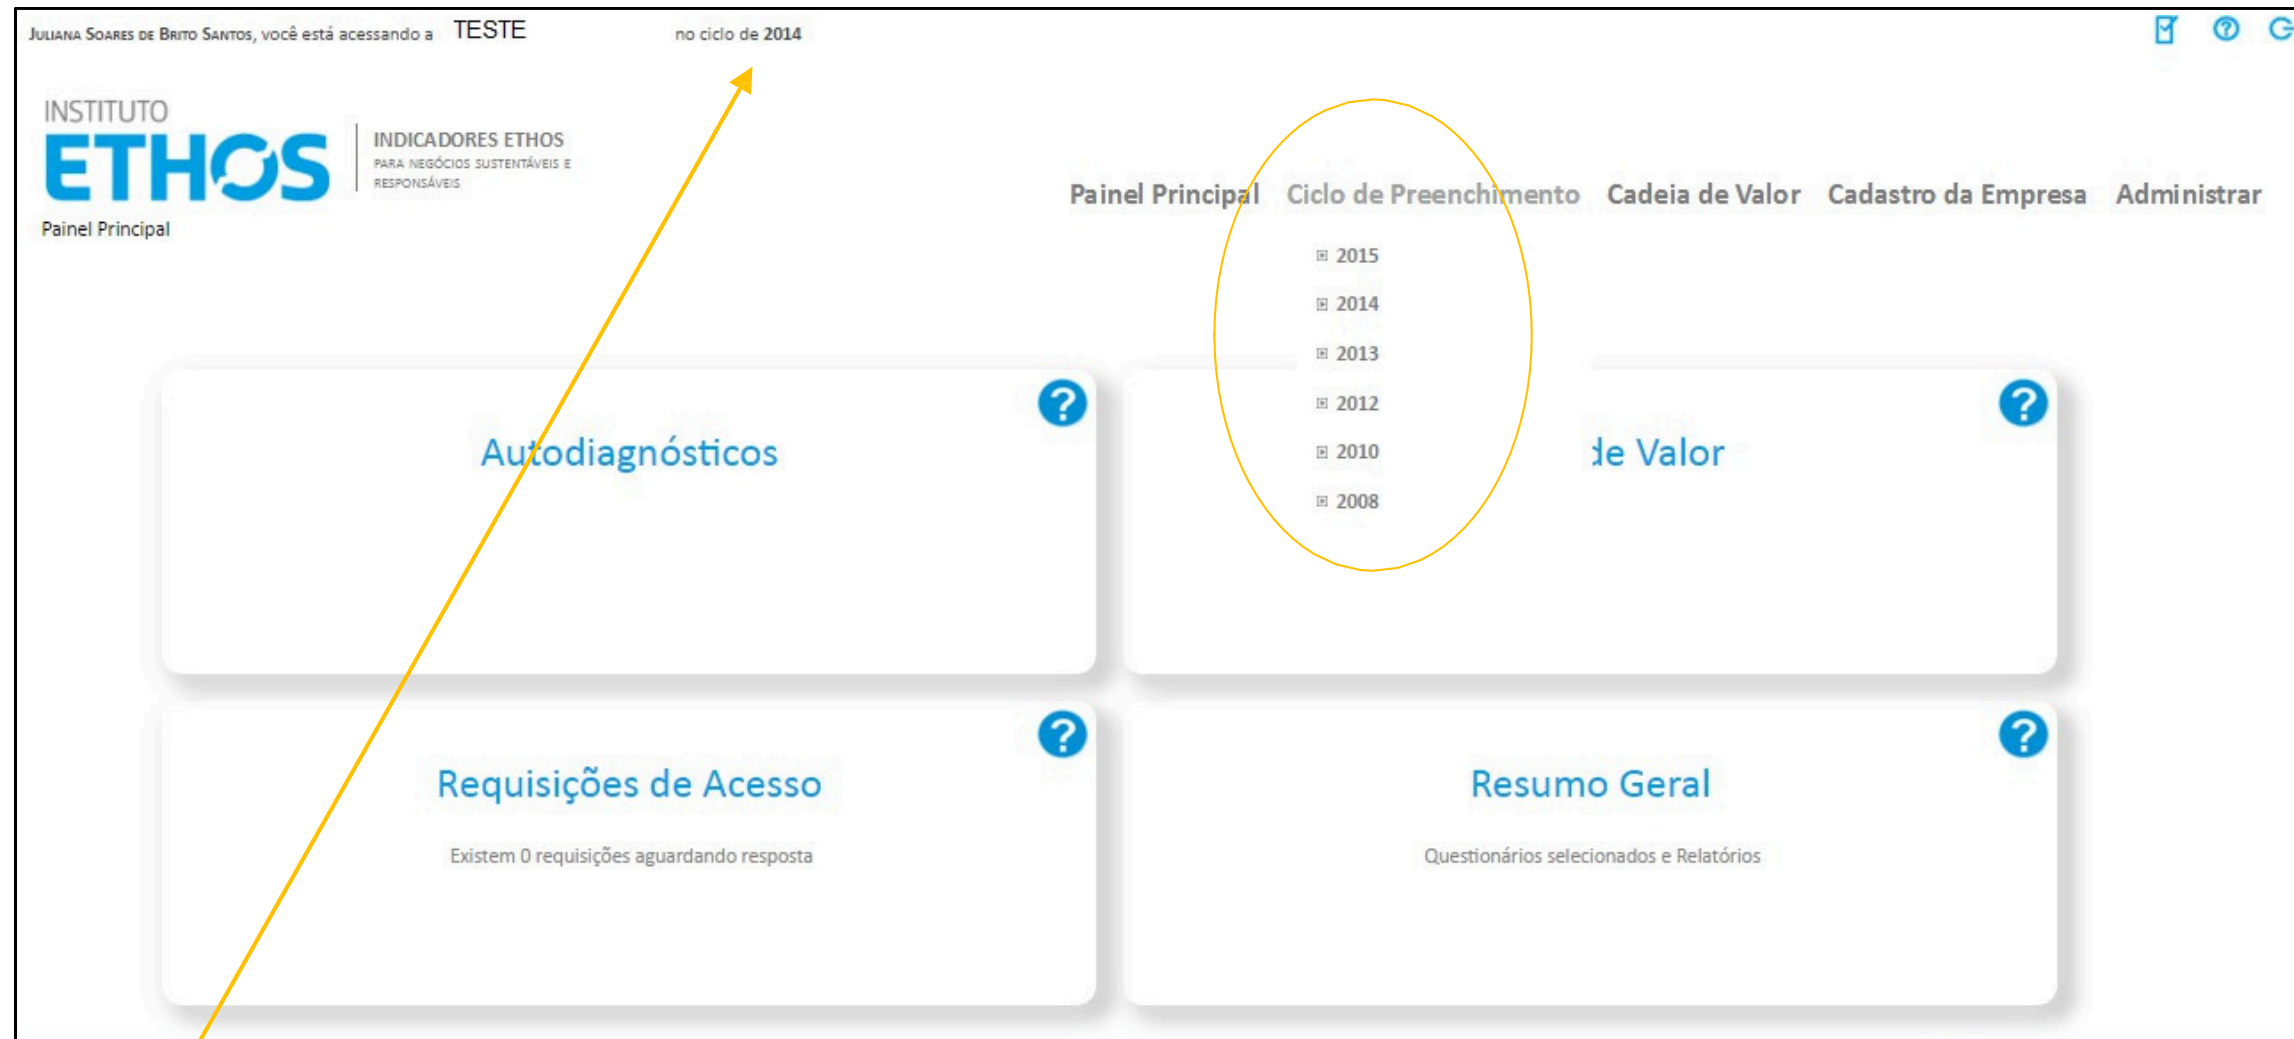 JULIANA SOARES DE BRITO SANTOS, você está acessando a TESTE no ciclo de 2014
INSTITUTO
ETHOS
INDICADORES ETHOS
PARA NEGÓCIOS SUSTENTÁVEIS E
RESPONSÁVEIS
Painel Principal
Painel Principal Ciclo de Preenchimento Cadeia de Valor Cadastro da Empresa Administrar
2015
2014
2013
2012
2010
2008
Autodiagnósticos
de Valor
Requisições de Acesso
Existem 0 requisições aguardando resposta
Resumo Geral
Questionários selecionados e Relatórios